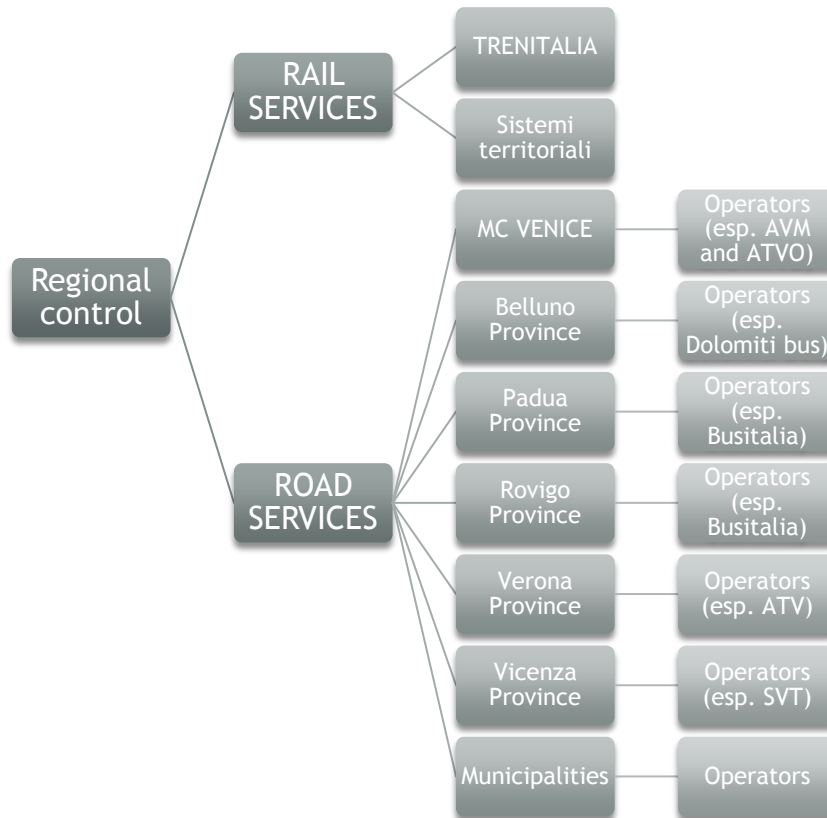 Regional
control
RAIL
SERVICES
TRENITALIA
Sistemi
territoriali
ROAD
SERVICES
MC VENICE
Operators
(esp. AVM
and ATVO)
Belluno
Province
Operators
(esp.
Dolomiti bus)
Padua
Province
Operators
(esp.
Busitalia)
Rovigo
Province
Operators
(esp.
Busitalia)
Verona
Province
Operators
(esp. ATV)
Vicenza
Province
Operators
(esp. SVT)
Municipalities
Operators